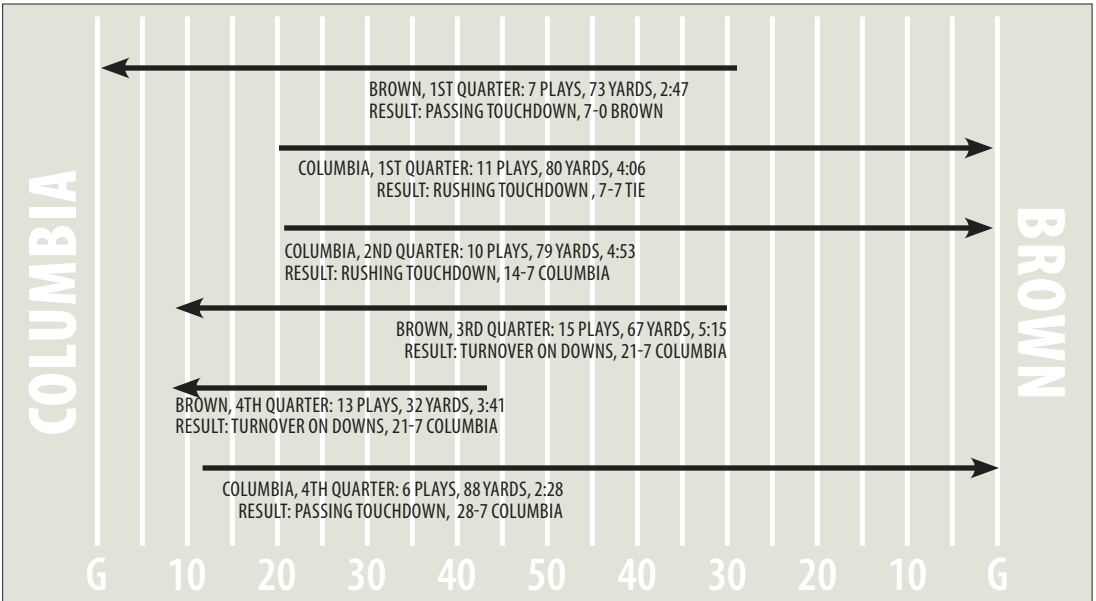 BROWN, 1ST QUARTER: 7 PLAYS, 73 YARDS, 2:47
RESULT: PASSING TOUCHDOWN, 7-0 BROWN
COLUMBIA, 1ST QUARTER: 11 PLAYS, 80 YARDS, 4:06
RESULT: RUSHING TOUCHDOWN , 7-7 TIE
COLUMBIA, 2ND QUARTER: 10 PLAYS, 79 YARDS, 4:53
RESULT: RUSHING TOUCHDOWN, 14-7 COLUMBIA
BROWN, 3RD QUARTER: 15 PLAYS, 67 YARDS, 5:15
RESULT: TURNOVER ON DOWNS, 21-7 COLUMBIA
BROWN, 4TH QUARTER: 13 PLAYS, 32 YARDS, 3:41
RESULT: TURNOVER ON DOWNS, 21-7 COLUMBIA
COLUMBIA, 4TH QUARTER: 6 PLAYS, 88 YARDS, 2:28
RESULT: PASSING TOUCHDOWN, 28-7 COLUMBIA
COLUMBIA
BROWN
G 10 20 30 40 50 40 30 20 10 G